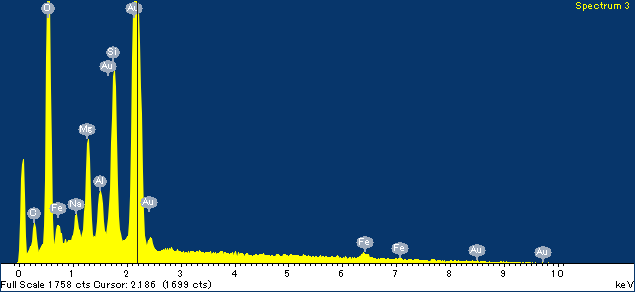 Spectrum 3
O Au
Si
Au
Mg
Al
Na Au
Fe
Fe
Fe
Au Au
0 1 2 3 4 5 6 7 8 9 10
Full Scale 1758 cts Cursor: 2.186 (1699 cts) keV